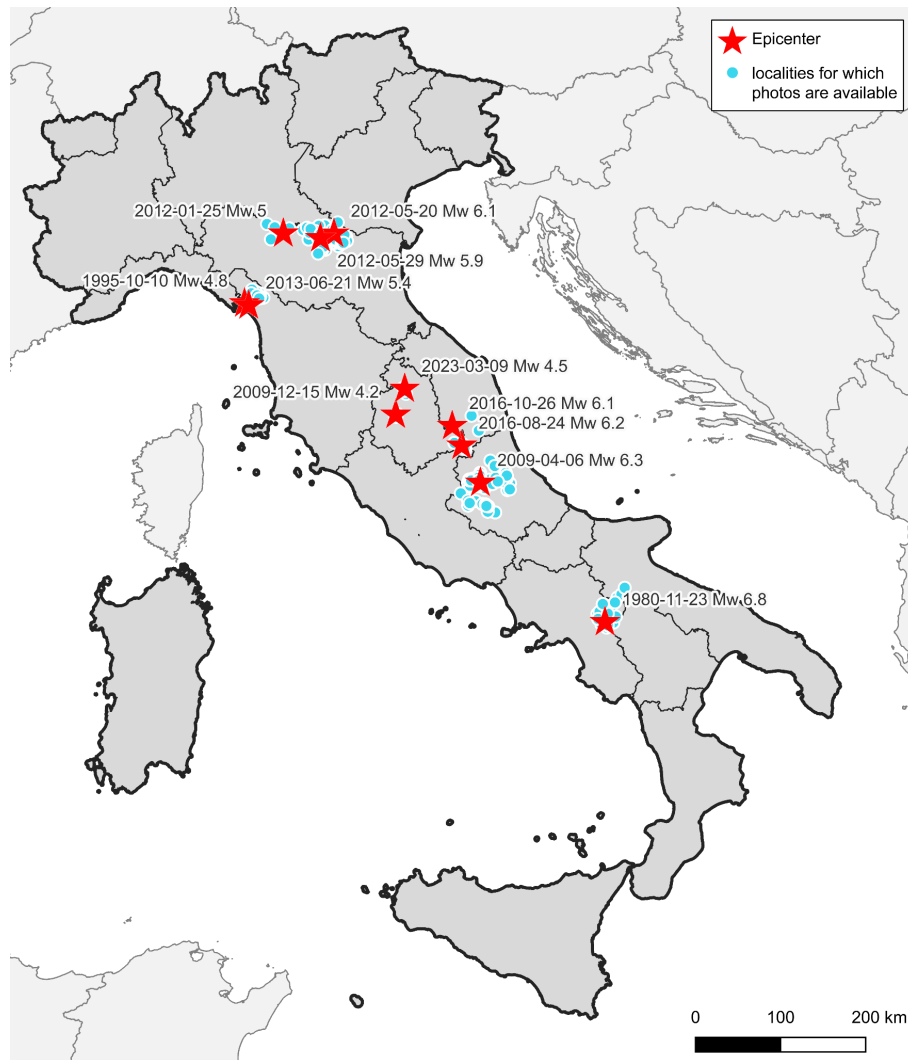 Epicenter
localities for which
photos are available
2012-01-25 Mw 5
2012-05-20 Mw 6.1
2012-05-29 Mw 5.9
1995-10-10 Mw 4.8
2013-06-21 Mw 5.4
2023-03-09 Mw 4.5
2009-12-15 Mw 4.2
2016-10-26 Mw 6.1
2016-08-24 Mw 6.2
2009-04-06 Mw 6.3
1980-11-23 Mw 6.8
0 100 200 km